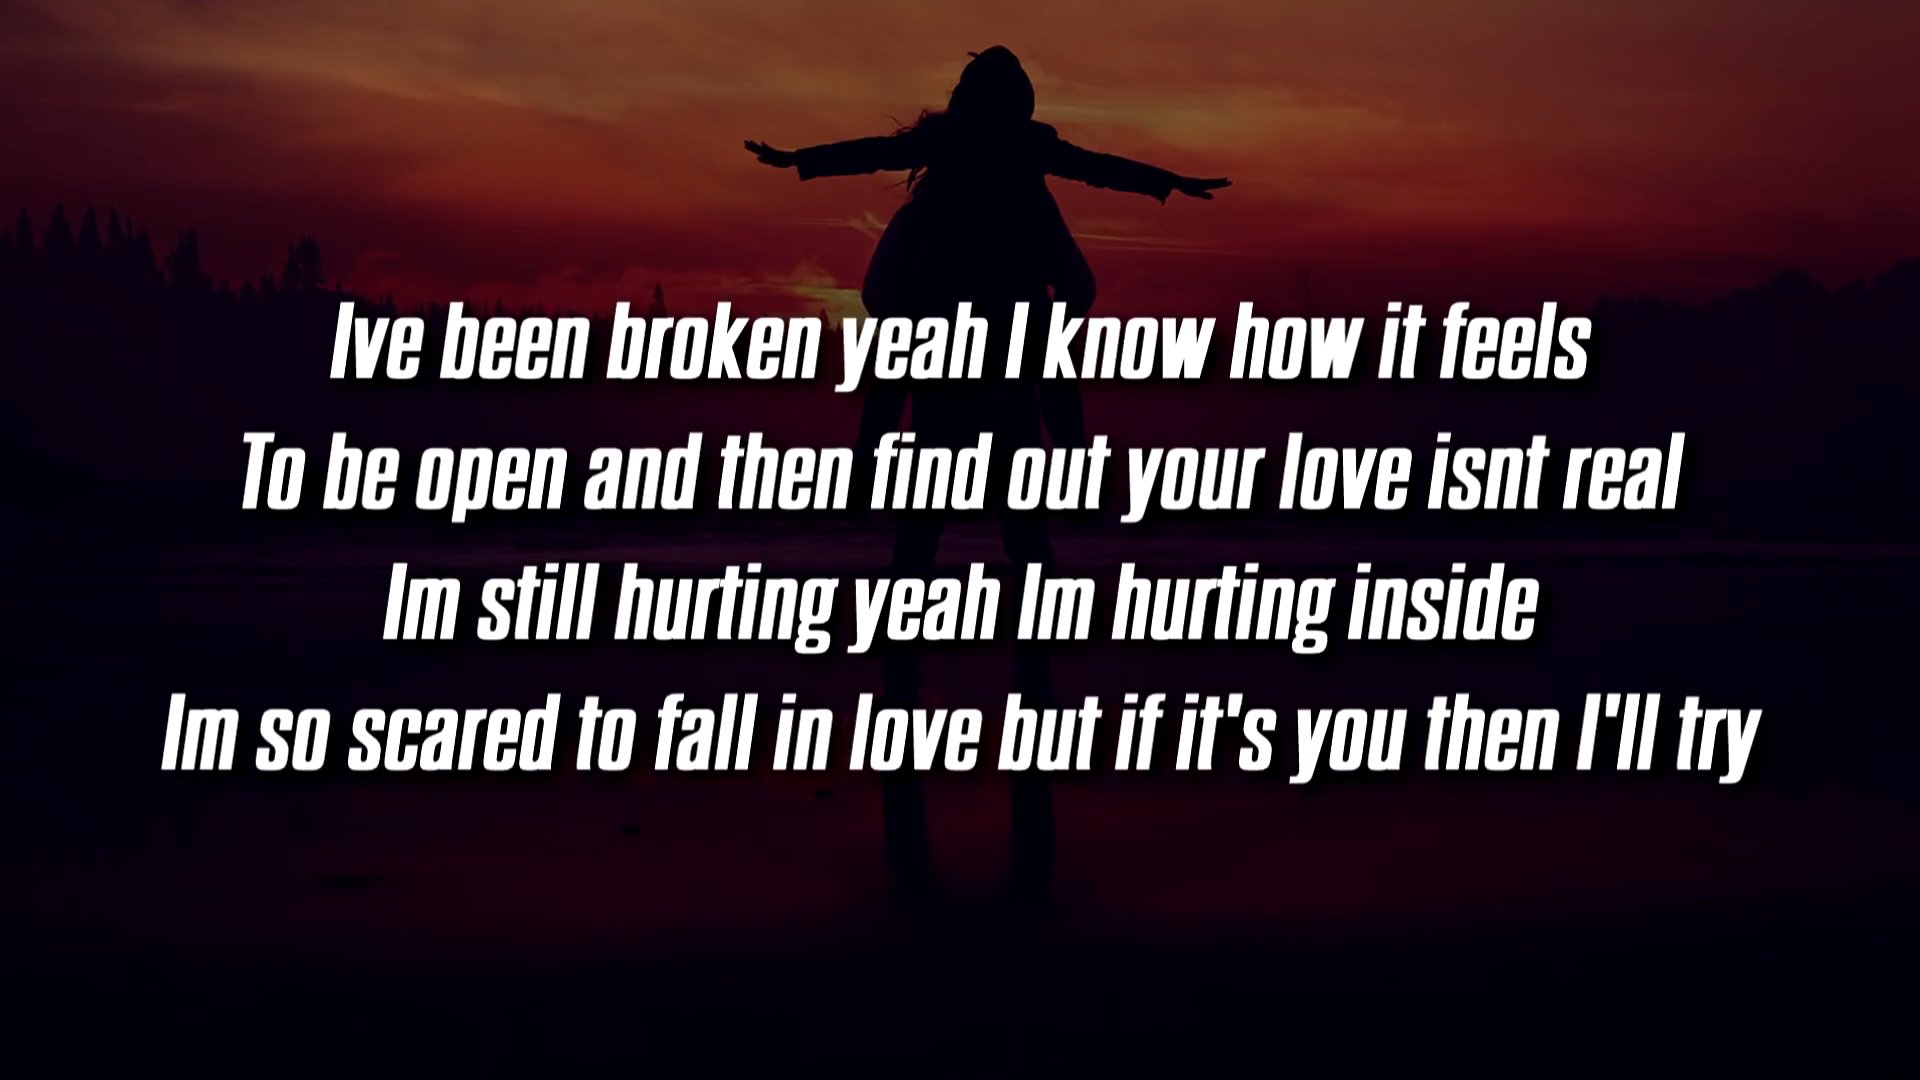 Ive been broken yeah I know how it feels
To be open and then find out your love isnt real
Im still hurting yeah Im hurting inside
Im so scared to fall in love but if it's you then I'll try